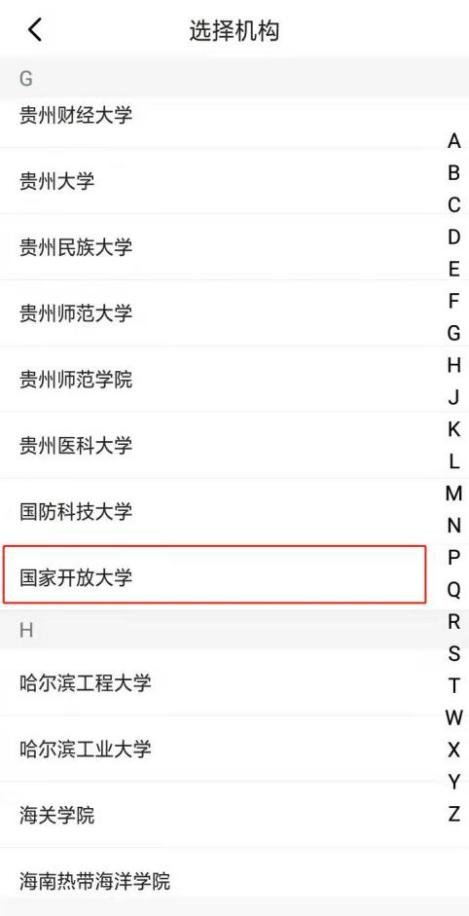 选择机构
G
贵州财经大学
贵州大学
贵州民族大学
贵州师范大学
贵州师范学院
贵州医科大学
国防科技大学
国家开放大学
H
哈尔滨工程大学
哈尔滨工业大学
海关学院
海南热带海洋学院
A
B
C
D
E
F
G
H
J
K
L
M
N
P
Q
R
S
T
W
X
Y
Z